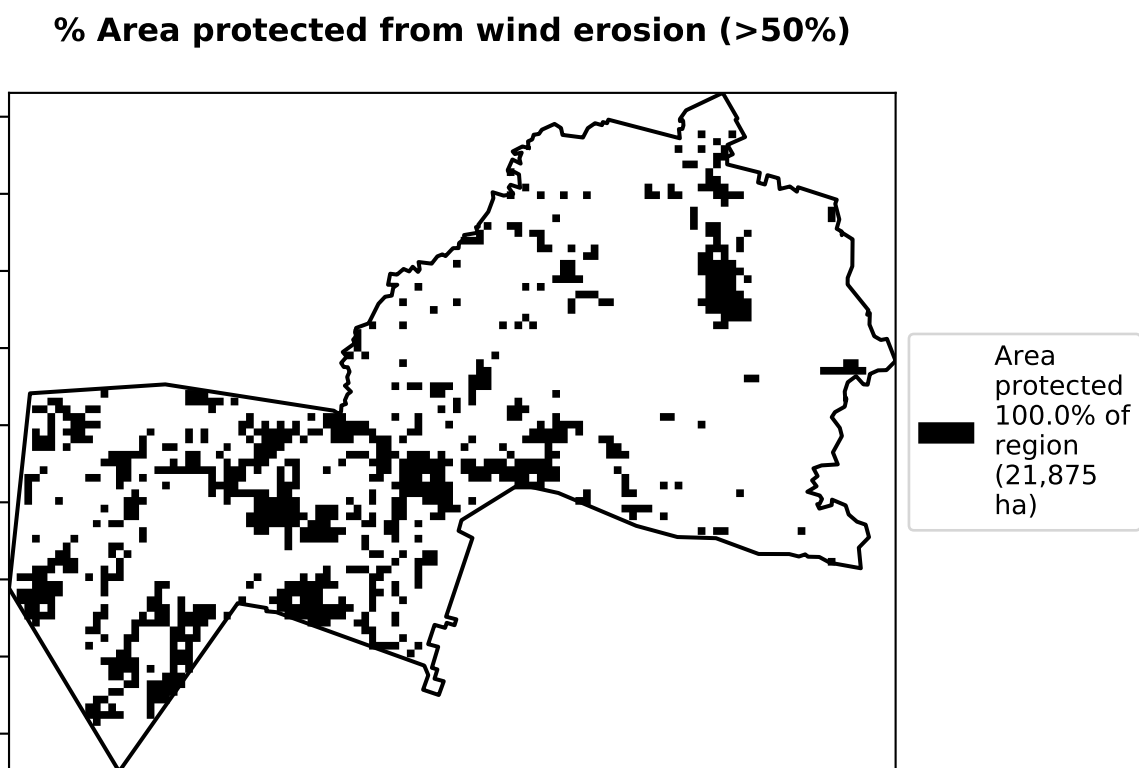 % Area protected from wind erosion (>50%)
Area
protected
100.0% of
region
(21,875
ha)